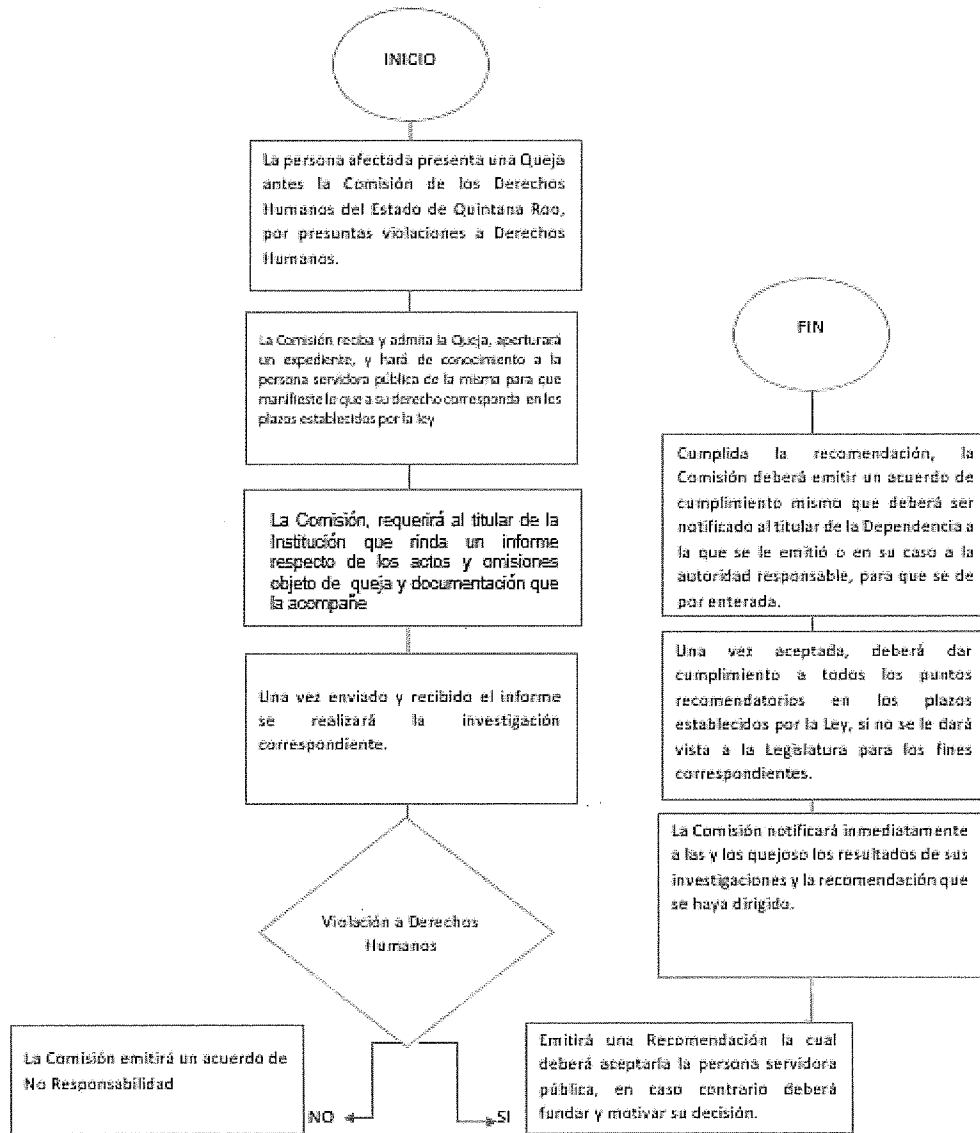 INICIO
La persona afectada presenta una Queja
antes la Comisión de los Derechos
Humanos del Estado de Quintana Roo,
por presuntas violaciones a Derechos
Humanos.
La Comisión reciba y admita la Queja, aperturará
un expediente, y hará de conocimiento a la
persona servidora pública de la misma para que
manifieste lo que a su derecho corresponda en los
plazos establecidos por la ley
La Comisión, requerirá al titular de la
Institución que rinda un informe
respecto de los actos y omisiones
objeto de queja y documentación que
la acompañe
Una vez enviado y recibido el informe
se realizará la investigación
correspondiente.
Violación a Derechos
Humanos
NO
SI
La Comisión emitirá un acuerdo de
No Responsabilidad
Emitirá una Recomendación la cual
deberá aceptarla la persona servidora
pública, en caso contrario deberá
fundar y motivar su decisión.
La Comisión notificará inmediatamente
a las y los quejoso los resultados de sus
investigaciones y la recomendación que
se haya dirigido.
Una vez aceptada, deberá dar
cumplimiento a todos los puntos
recomendatorios en los plazos
establecidos por la Ley, si no se le dará
vista a la Legislatura para los fines
correspondientes.
Cumplida la recomendación, la
Comisión deberá emitir un acuerdo de
cumplimiento mismo que deberá ser
notificado al titular de la Dependencia a
la que se le emitió o en su caso a la
autoridad responsable, para que se de
por enterada.
FIN